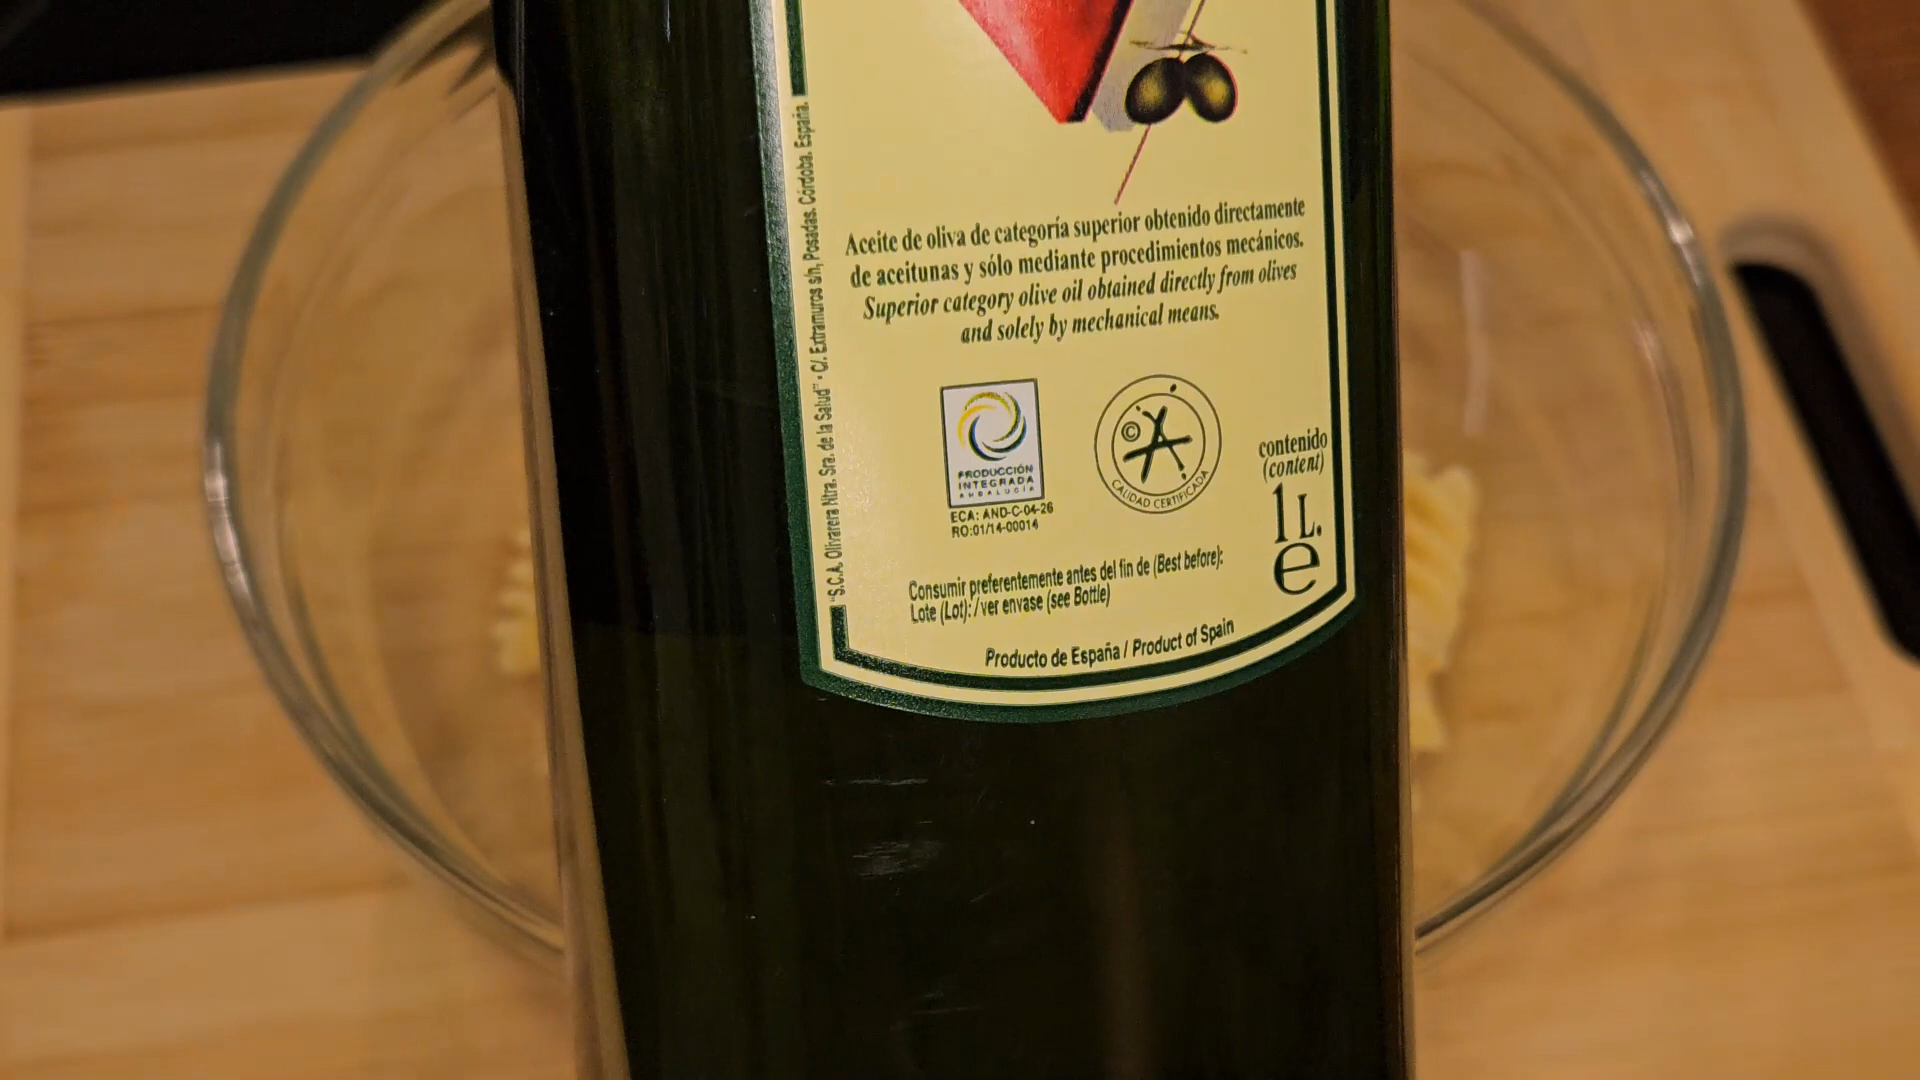 Aceite de oliva de categoría superior obtenido directamente
de aceitunas y sólo mediante procedimientos mecánicos.
Superior category olive oil obtained directly from olives
and solely by mechanical means.
PRODUCCIÓN
INTEGRADA
ANDALUCÍA
ECA: AND-C-04-26
RO:01/14-00014
© A
CALIDAD CERTIFICADA
contenido
(content)
1L.
e
Consumir preferentemente antes del fin de (Best before):
Lote (Lot): / ver envase (see Bottle)
Producto de España / Product of Spain
"S.C.A. Olivarera Ntra. Sra. de la Salud" · C/. Extramuros s/n, Posadas. Córdoba. España.